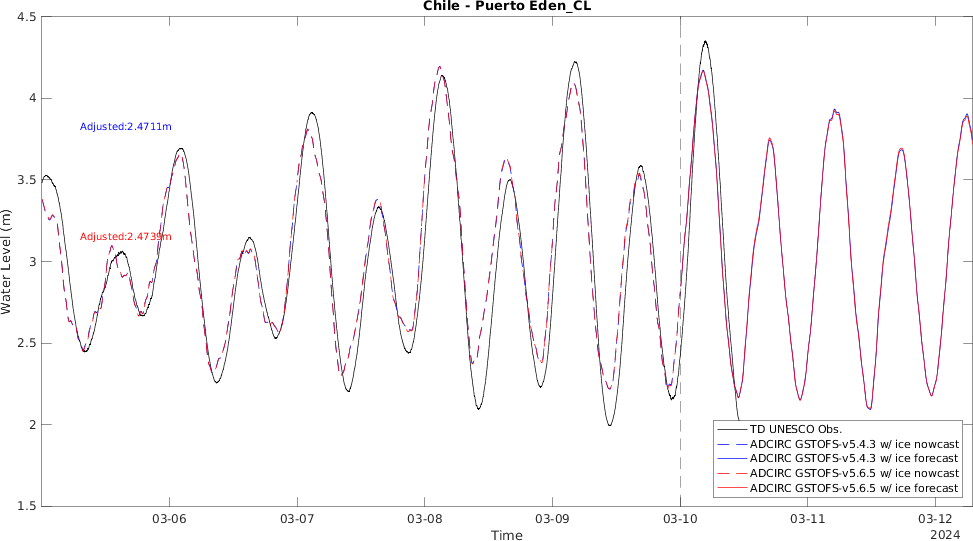 Chile - Puerto Eden_CL
4.5
4
3.5
3
2.5
2
1.5
Water Level (m)
Adjusted:2.4711m
Adjusted:2.4739m
TD UNESCO Obs.
ADCIRC GSTOFS-v5.4.3 w/ ice nowcast
ADCIRC GSTOFS-v5.4.3 w/ ice forecast
ADCIRC GSTOFS-v5.6.5 w/ ice nowcast
ADCIRC GSTOFS-v5.6.5 w/ ice forecast
03-06
03-07
03-08
03-09
03-10
03-11
03-12
2024
Time